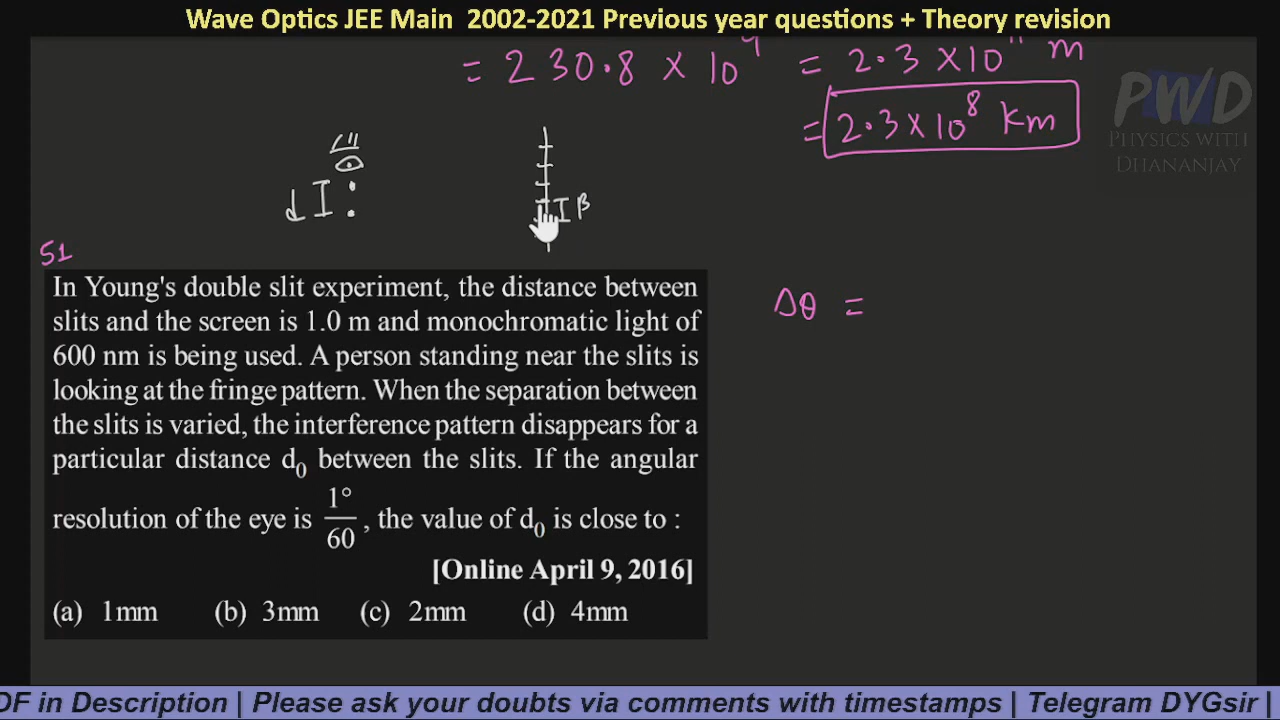 Wave Optics JEE Main 2002-2021 Previous year questions + Theory revision
= 230.8 × 10⁹ = 2.3 × 10¹¹ m
= 2.3 × 10⁸ km
PWD
PHYSICS WITH
DHANANJAY
d I : I β
51
In Young's double slit experiment, the distance between
slits and the screen is 1.0 m and monochromatic light of
600 nm is being used. A person standing near the slits is
looking at the fringe pattern. When the separation between
the slits is varied, the interference pattern disappears for a
particular distance d₀ between the slits. If the angular
resolution of the eye is 1°/60, the value of d₀ is close to :
[Online April 9, 2016]
(a) 1mm (b) 3mm (c) 2mm (d) 4mm
Δθ =
DF in Description | Please ask your doubts via comments with timestamps | Telegram DYGsir |